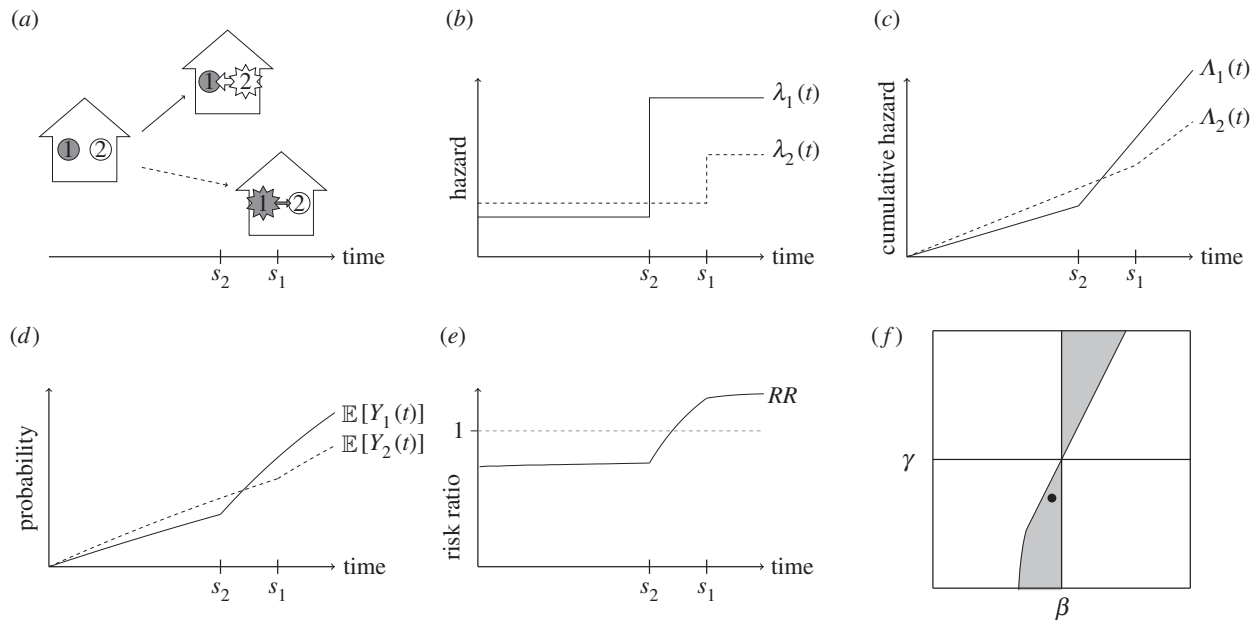 (a)
1
2
1
2
1
2
s2
s1
time
(b)
hazard
λ1(t)
λ2(t)
s2
s1
time
(c)
cumulative hazard
Λ1(t)
Λ2(t)
s2
s1
time
(d)
probability
𝔼[Y1(t)]
𝔼[Y2(t)]
s2
s1
time
(e)
risk ratio
1
RR
s2
s1
time
(f)
γ
β